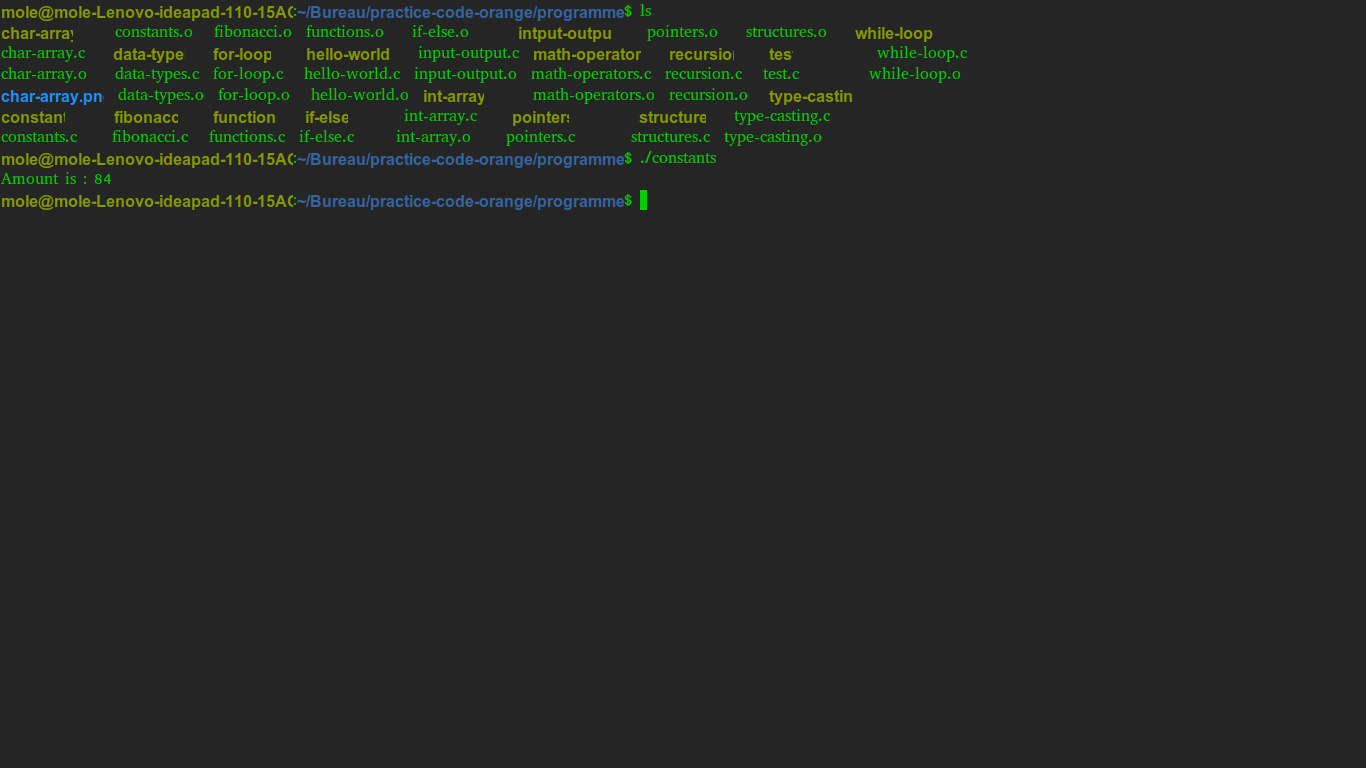 mole@mole-Lenovo-ideapad-110-15AC:~/Bureau/practice-code-orange/programme$ ls
char-array constants.o fibonacci.o functions.o if-else.o intput-outpu pointers.o structures.o while-loop
char-array.c data-type for-loop hello-world input-output.c math-operator recursion tes while-loop.c
char-array.o data-types.c for-loop.c hello-world.c input-output.o math-operators.c recursion.c test.c while-loop.o
char-array.pn data-types.o for-loop.o hello-world.o int-array math-operators.o recursion.o type-castin
constant fibonacc function if-else int-array.c pointers structure type-casting.c
constants.c fibonacci.c functions.c if-else.c int-array.o pointers.c structures.c type-casting.o
mole@mole-Lenovo-ideapad-110-15AC:~/Bureau/practice-code-orange/programme$ ./constants
Amount is : 84
mole@mole-Lenovo-ideapad-110-15AC:~/Bureau/practice-code-orange/programme$